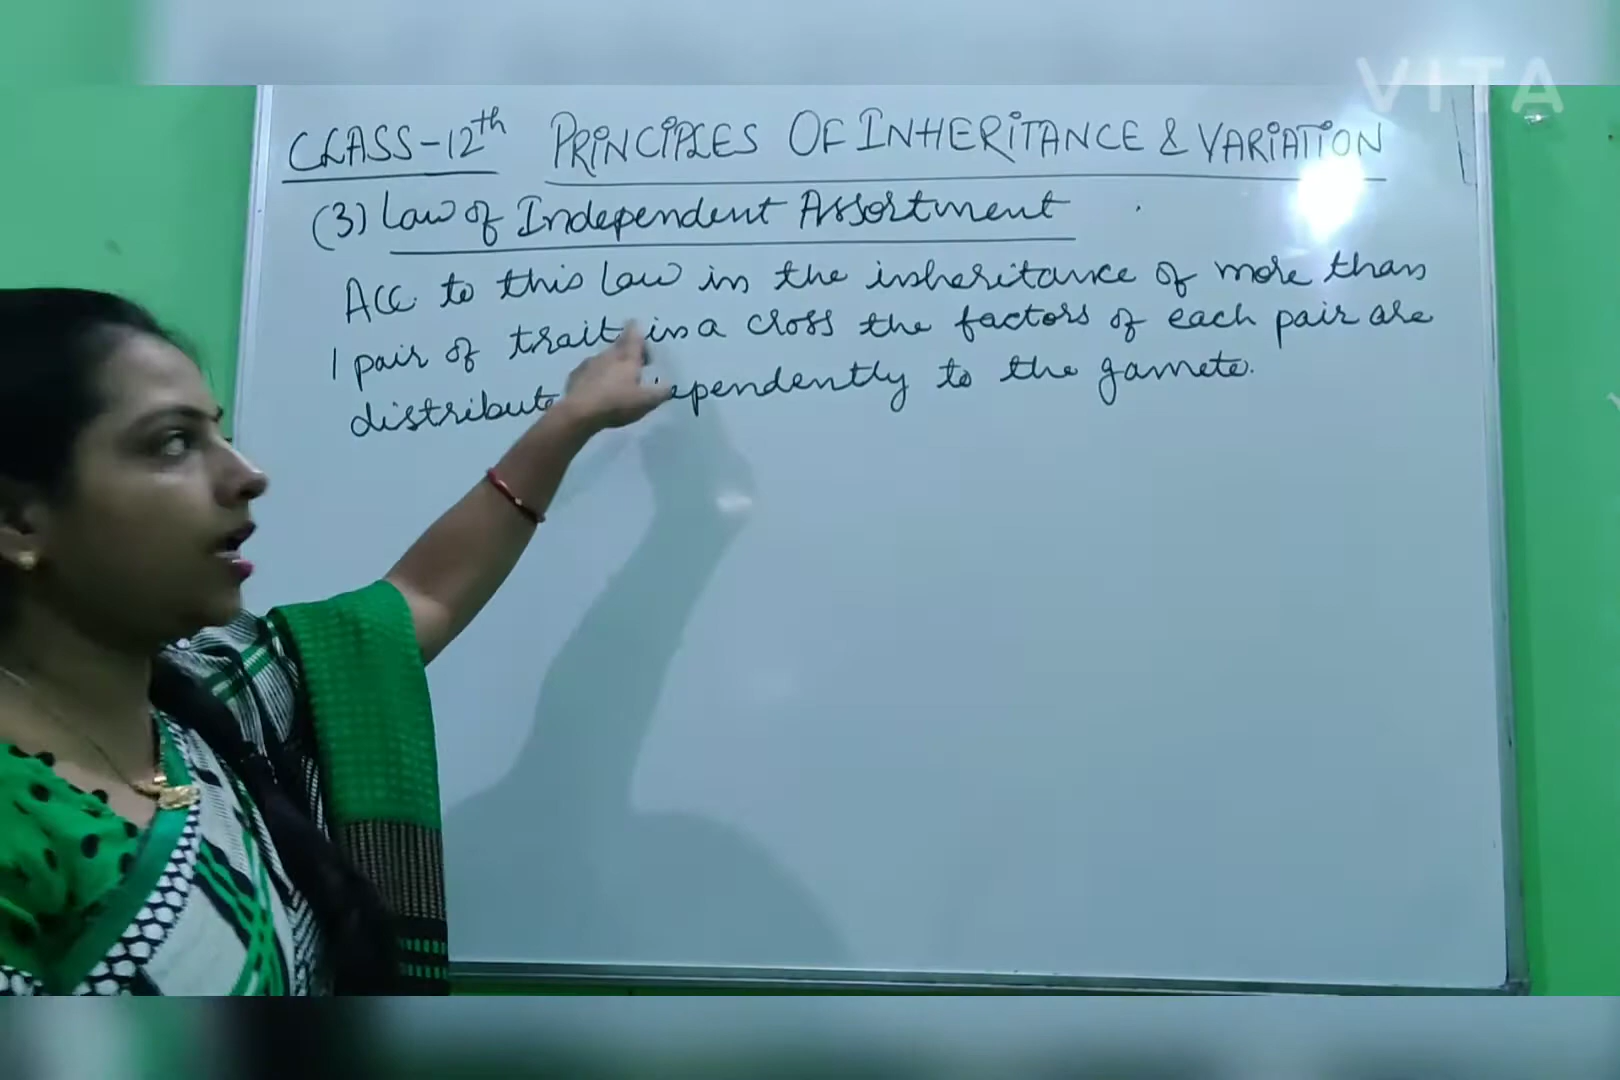 VITA
CLASS-12th PRINCIPLES OF INHERITANCE & VARIATION
(3) Law of Independent Assortment
Acc to this Law in the inheritance of more than
1 pair of trait in a cross the factors of each pair are
distribute ependently to the gamete.